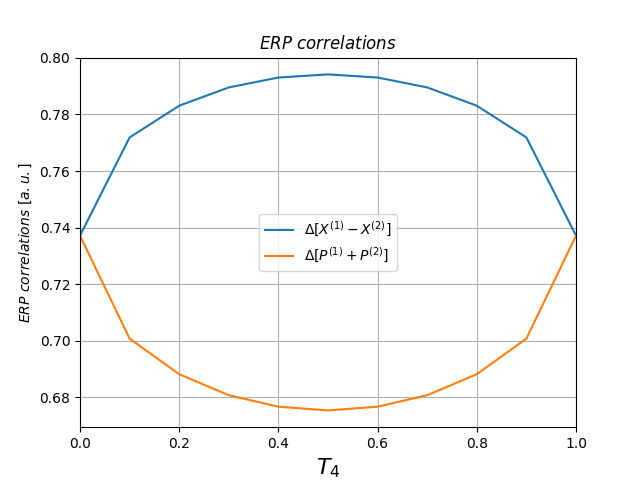 ERP correlations
ERP correlations [a. u.]
0.80
0.78
0.76
0.74
0.72
0.70
0.68
Δ[X⁽¹⁾ − X⁽²⁾]
Δ[P⁽¹⁾ + P⁽²⁾]
0.0 0.2 0.4 0.6 0.8 1.0
T₄